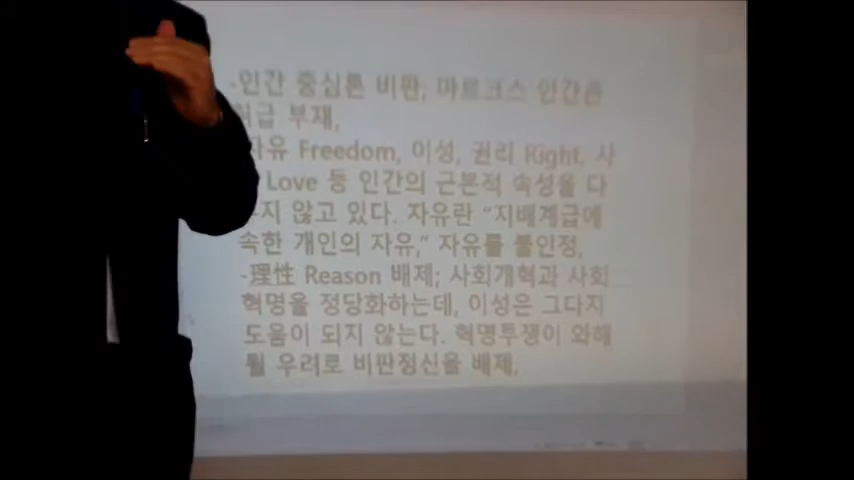 -인간 중심론 비판; 마르크스 인간관
급 부재,
자유 Freedom, 이성, 권리 Right, 사
Love 등 인간의 근본적 속성을 다
지 않고 있다. 자유란 “지배계급에
속한 개인의 자유,” 자유를 불인정,
-理性 Reason 배제; 사회개혁과 사회
혁명을 정당화하는데, 이성은 그다지
도움이 되지 않는다. 혁명투쟁이 와해
될 우려로 비판정신을 배제,